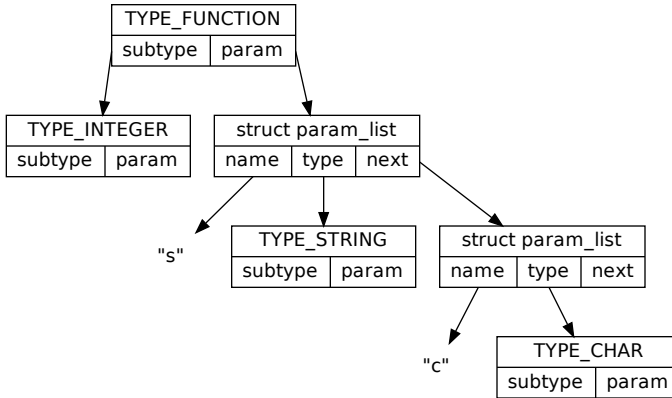 TYPE_FUNCTION
subtype param
TYPE_INTEGER
subtype param
struct param_list
name type next
"s"
TYPE_STRING
subtype param
struct param_list
name type next
"c"
TYPE_CHAR
subtype param